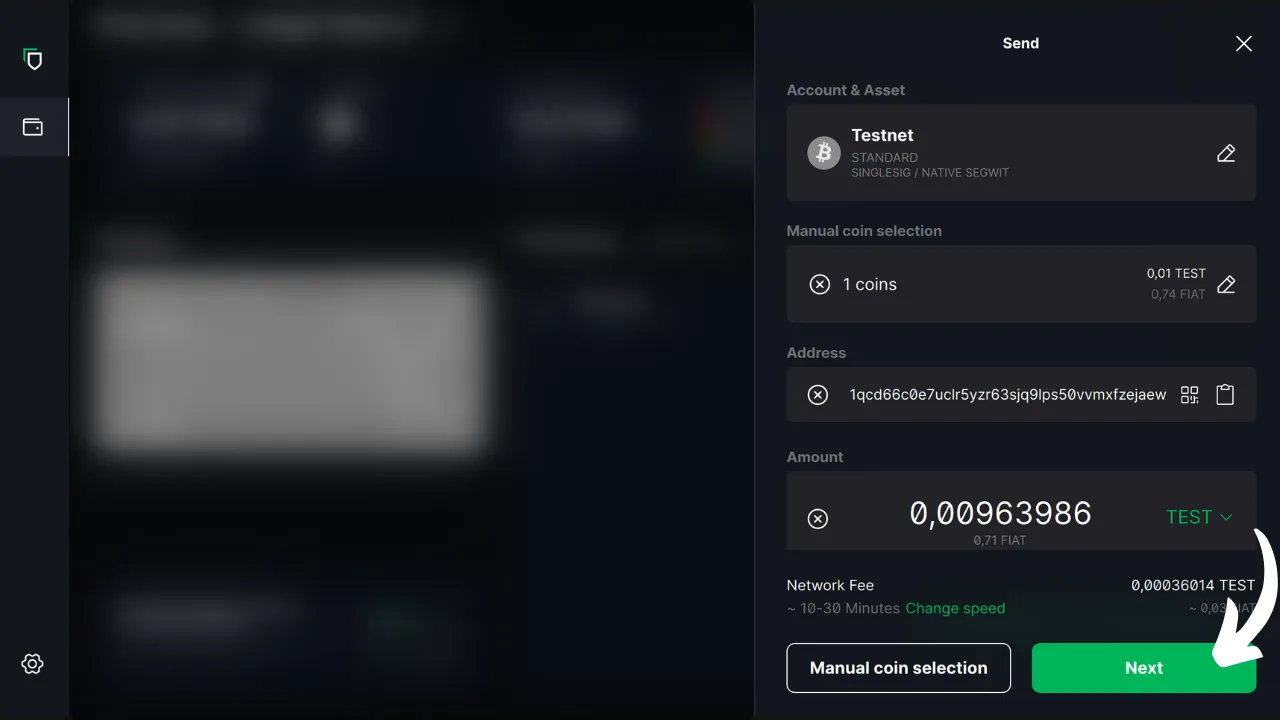 Send
Account & Asset
Testnet
STANDARD
SINGLESIG / NATIVE SEGWIT
Manual coin selection
1 coins
0,01 TEST
0,74 FIAT
Address
1qcd66c0e7uclr5yzr63sjq9lps50vvmxfzejaew
Amount
0,00963986
TEST
0,71 FIAT
Network Fee
0,00036014 TEST
~ 10-30 Minutes Change speed
~ 0,03
Manual coin selection
Next